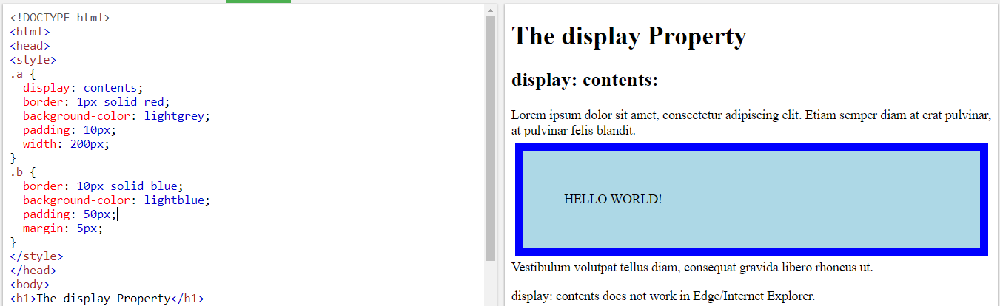 <!DOCTYPE html>
<html>
<head>
<style>
.a {
  display: contents;
  border: 1px solid red;
  background-color: lightgrey;
  padding: 10px;
  width: 200px;
}
.b {
  border: 10px solid blue;
  background-color: lightblue;
  padding: 50px;
  margin: 5px;
}
</style>
</head>
<body>
<h1>The display Property</h1>
The display Property
display: contents:
Lorem ipsum dolor sit amet, consectetur adipiscing elit. Etiam semper diam at erat pulvinar,
at pulvinar felis blandit.
HELLO WORLD!
Vestibulum volutpat tellus diam, consequat gravida libero rhoncus ut.
display: contents does not work in Edge/Internet Explorer.